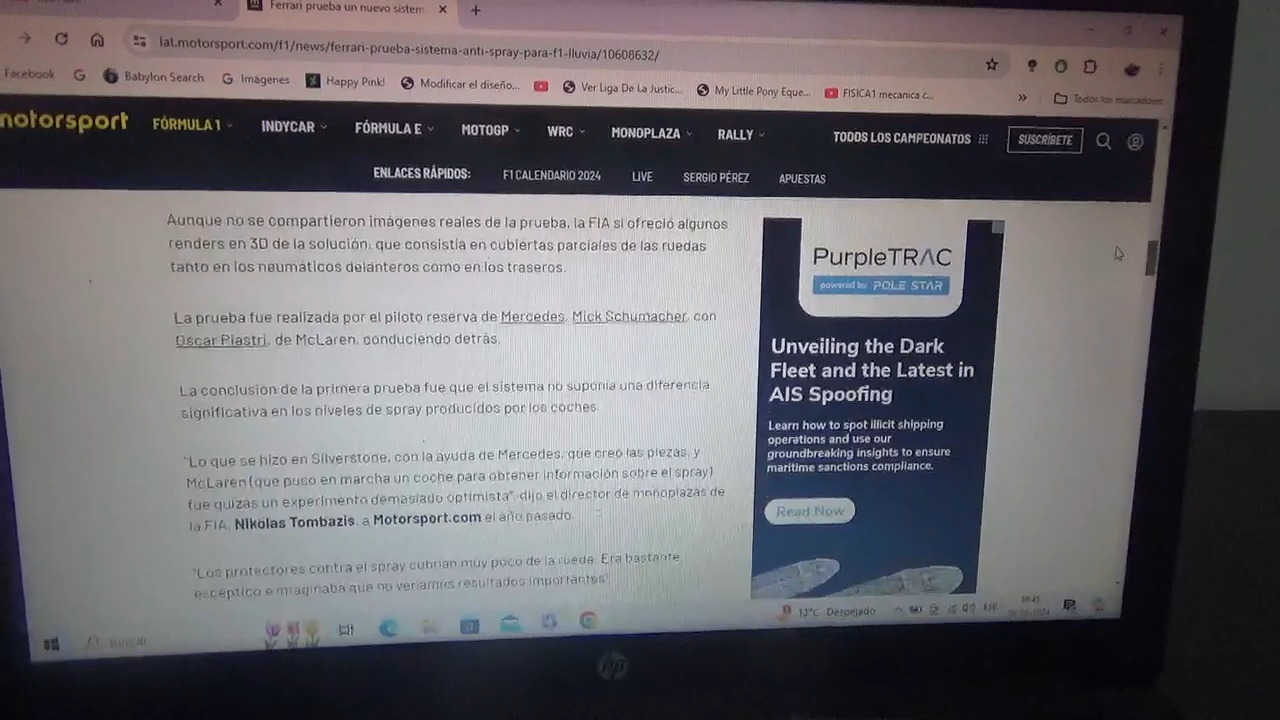 Ferrari prueba un nuevo sistem
lat.motorsport.com/f1/news/ferrari-prueba-sistema-anti-spray-para-f1-lluvia/10608632/
Facebook
Babylon Search
Imágenes
Happy Pink!
Modificar el diseño...
Ver Liga De La Justic...
My Little Pony Eque...
FISICA1 mecanica c...
Todos los marcadores
motorsport
FÓRMULA 1
INDYCAR
FÓRMULA E
MOTOGP
WRC
MONOPLAZA
RALLY
TODOS LOS CAMPEONATOS
SUSCRÍBETE
ENLACES RÁPIDOS:
F1 CALENDARIO 2024
LIVE
SERGIO PÉREZ
APUESTAS
Aunque no se compartieron imágenes reales de la prueba, la FIA sí ofreció algunos
renders en 3D de la solución, que consistía en cubiertas parciales de las ruedas
tanto en los neumáticos delanteros como en los traseros.
La prueba fue realizada por el piloto reserva de Mercedes, Mick Schumacher, con
Oscar Piastri, de McLaren, conduciendo detrás.
La conclusión de la primera prueba fue que el sistema no suponía una diferencia
significativa en los niveles de spray producidos por los coches.
"Lo que se hizo en Silverstone, con la ayuda de Mercedes, que creó las piezas, y
McLaren (que puso en marcha un coche para obtener información sobre el spray)
fue quizás un experimento demasiado optimista", dijo el director de monoplazas de
la FIA, Nikolas Tombazis, a Motorsport.com el año pasado.
"Los protectores contra el spray cubrían muy poco de la rueda. Era bastante
escéptico e imaginaba que no veríamos resultados importantes"
PurpleTRAC
powered by POLE STAR
Unveiling the Dark
Fleet and the Latest in
AIS Spoofing
Learn how to spot illicit shipping
operations and use our
groundbreaking insights to ensure
maritime sanctions compliance.
Read Now
Buscar
13°C Despejado
ESP
hp